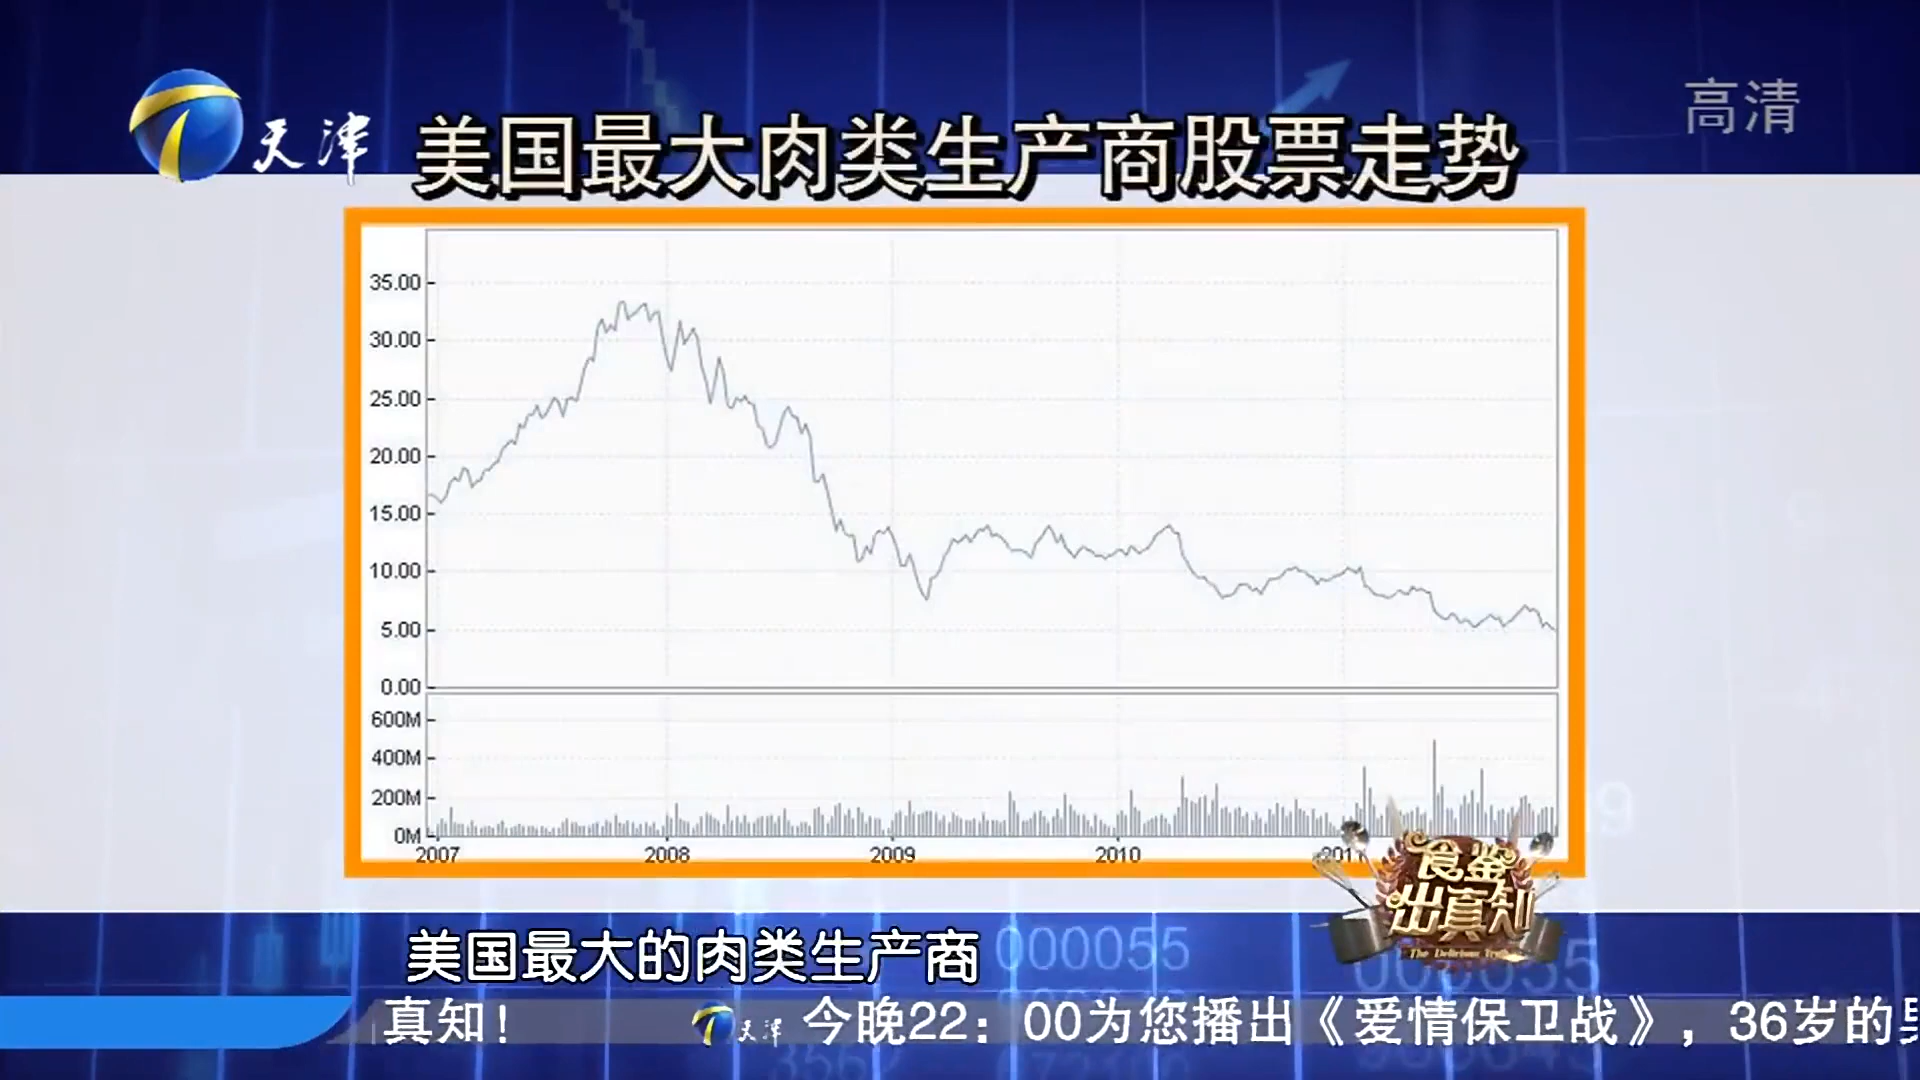 天津
高清
美国最大肉类生产商股票走势
35.00
30.00
25.00
20.00
15.00
10.00
5.00
0.00
600M
400M
200M
0M
2007 2008 2009 2010
食鉴
出真知
美国最大的肉类生产商
000055
真知！ 天津 今晚22：00为您播出《爱情保卫战》，36岁的男